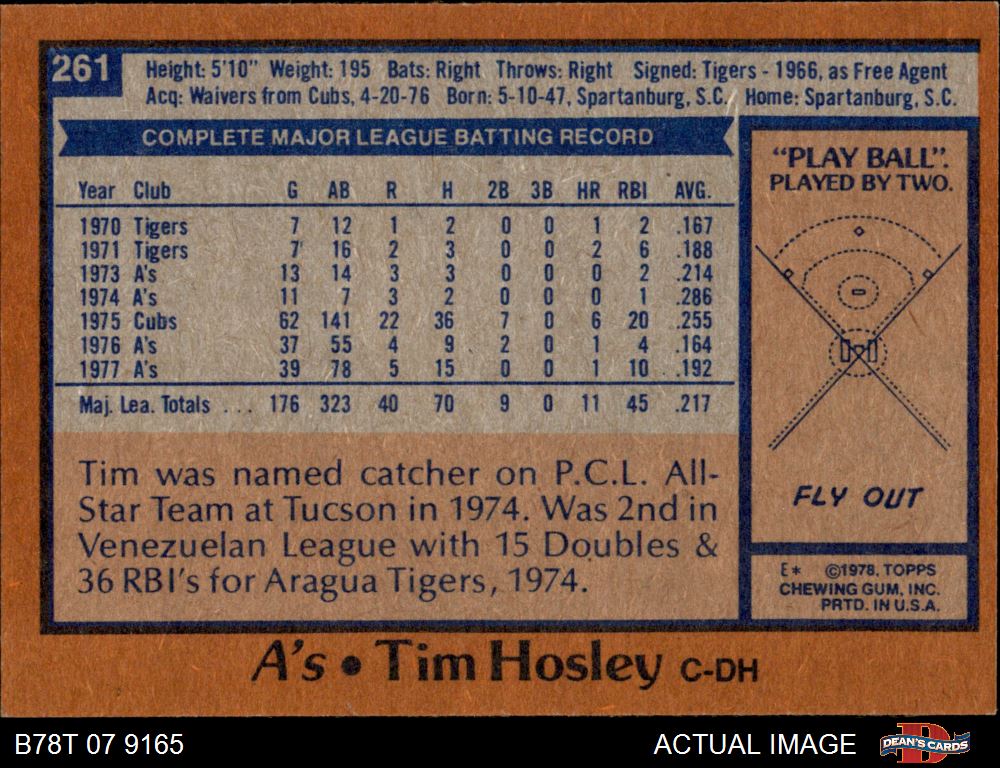 261
Height: 5'10" Weight: 195 Bats: Right Throws: Right Signed: Tigers - 1966, as Free Agent
Acq: Waivers from Cubs, 4-20-76 Born: 5-10-47, Spartanburg, S.C. Home: Spartanburg, S.C.
COMPLETE MAJOR LEAGUE BATTING RECORD
Year Club G AB R H 2B 3B HR RBI AVG.
1970 Tigers 7 12 1 2 0 0 1 2 .167
1971 Tigers 7 16 2 3 0 0 2 6 .188
1973 A's 13 14 3 3 0 0 0 2 .214
1974 A's 11 7 3 2 0 0 0 1 .286
1975 Cubs 62 141 22 36 7 0 6 20 .255
1976 A's 37 55 4 9 2 0 1 4 .164
1977 A's 39 78 5 15 0 0 1 10 .192
Maj. Lea. Totals ... 176 323 40 70 9 0 11 45 .217
Tim was named catcher on P.C.L. All-
Star Team at Tucson in 1974. Was 2nd in
Venezuelan League with 15 Doubles &
36 RBI's for Aragua Tigers, 1974.
"PLAY BALL".
PLAYED BY TWO.
FLY OUT
E* ©1978. TOPPS
CHEWING GUM, INC.
PRTD. IN U.S.A.
A's • Tim Hosley C-DH
B78T 07 9165
ACTUAL IMAGE
DEAN'S CARDS